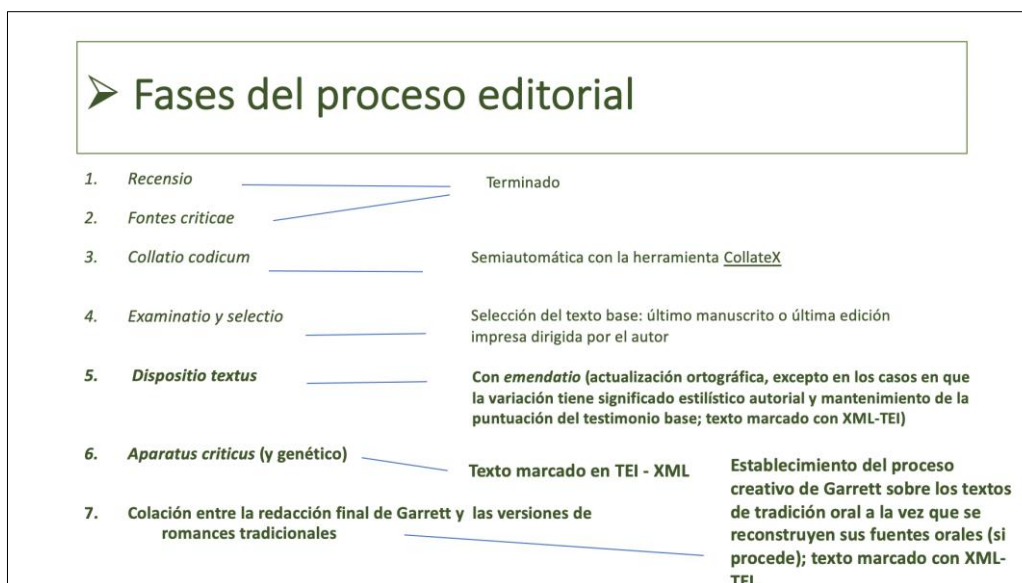 ➢ Fases del proceso editorial
1. Recensio
Terminado
2. Fontes criticae
3. Collatio codicum
Semiautomática con la herramienta CollateX
4. Examinatio y selectio
Selección del texto base: último manuscrito o última edición
impresa dirigida por el autor
5. Dispositio textus
Con emendatio (actualización ortográfica, excepto en los casos en que
la variación tiene significado estilístico autorial y mantenimiento de la
puntuación del testimonio base; texto marcado con XML-TEI)
6. Aparatus criticus (y genético)
Texto marcado en TEI - XML
7. Colación entre la redacción final de Garrett y las versiones de
romances tradicionales
Establecimiento del proceso
creativo de Garrett sobre los textos
de tradición oral a la vez que se
reconstruyen sus fuentes orales (si
procede); texto marcado con XML-
TEI